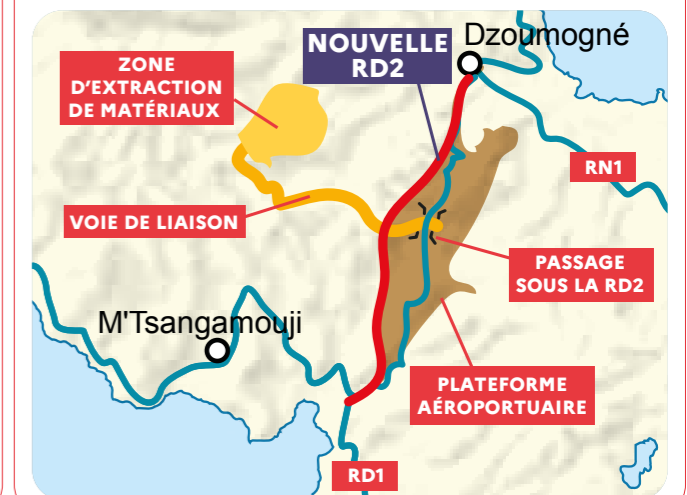 NOUVELLE
RD2
Dzoumogné
ZONE
D'EXTRACTION
DE MATÉRIAUX
RN1
VOIE DE LIAISON
PASSAGE
SOUS LA RD2
M'Tsangamouji
PLATEFORME
AÉROPORTUAIRE
RD1